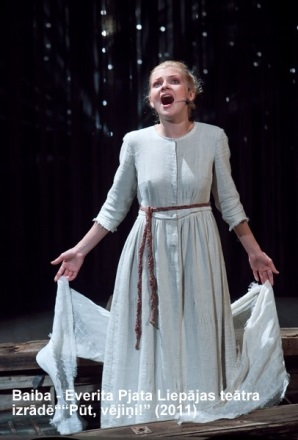 Baiba - Everita Pjata Liepājas teātra
izrādē““Pūt, vējiņi!” (2011)